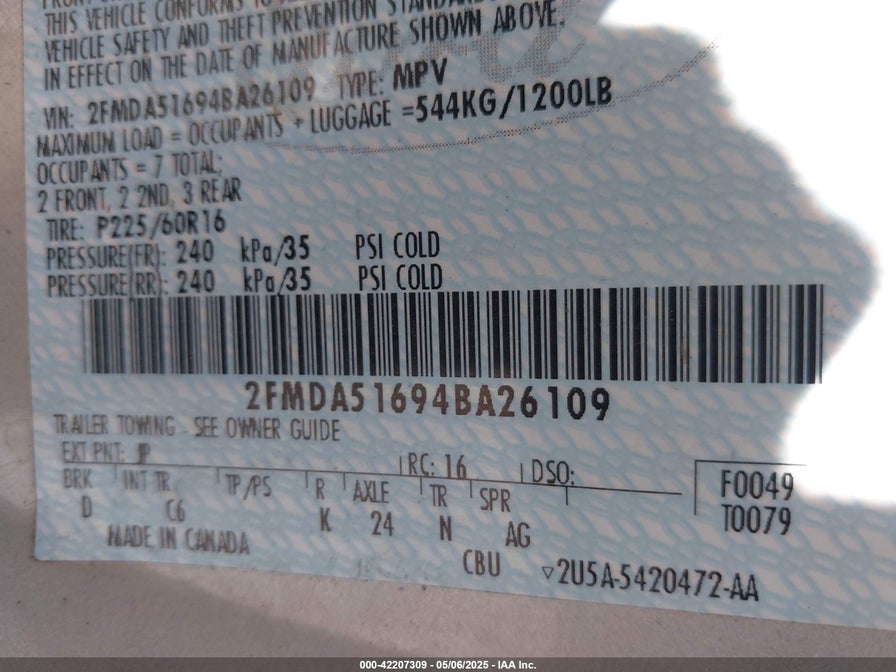 THIS VEHICLE CONFORMS TO
VEHICLE SAFETY AND THEFT PREVENTION STANDARD
IN EFFECT ON THE DATE OF MANUFACTURE SHOWN ABOVE.
VIN: 2FMDA51694BA26109 TYPE: MPV
MAXIMUM LOAD = OCCUPANTS + LUGGAGE =544KG/1200LB
OCCUPANTS = 7 TOTAL;
2 FRONT, 2 2ND, 3 REAR
TIRE: P225/60R16
PRESSURE(FR): 240 kPa/35 PSI COLD
PRESSURE(RR): 240 kPa/35 PSI COLD
2FMDA51694BA26109
TRAILER TOWING - SEE OWNER GUIDE
EXT PNT: JP RC: 16 DSO:
BRK INT TR TP/PS R AXLE TR SPR F0049
D C6 K 24 N AG T0079
MADE IN CANADA
CBU ▽2U5A-5420472-AA
000-42207309 - 05/06/2025 - IAA Inc.